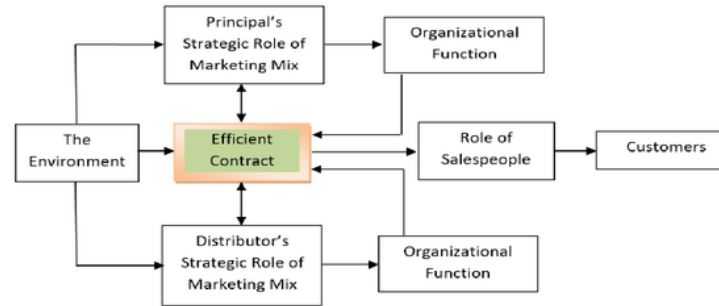 Principal's
Strategic Role of
Marketing Mix
Organizational
Function
The
Environment
Efficient
Contract
Role of
Salespeople
Customers
Distributor's
Strategic Role of
Marketing Mix
Organizational
Function